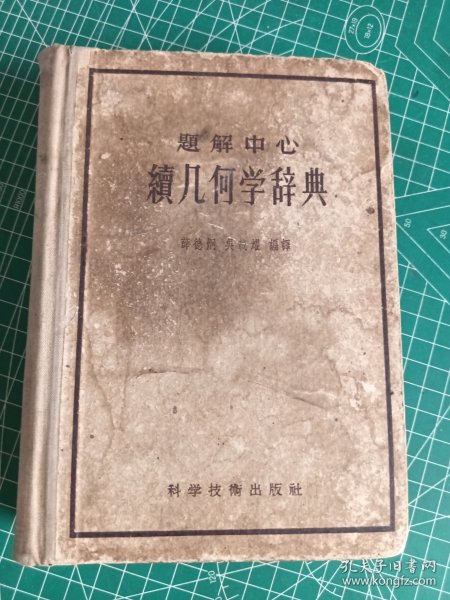 題解中心
續几何学辞典
薛德炯 吳載耀 編譯
科学技術出版社
孔夫子旧书网
www.kongfz.com